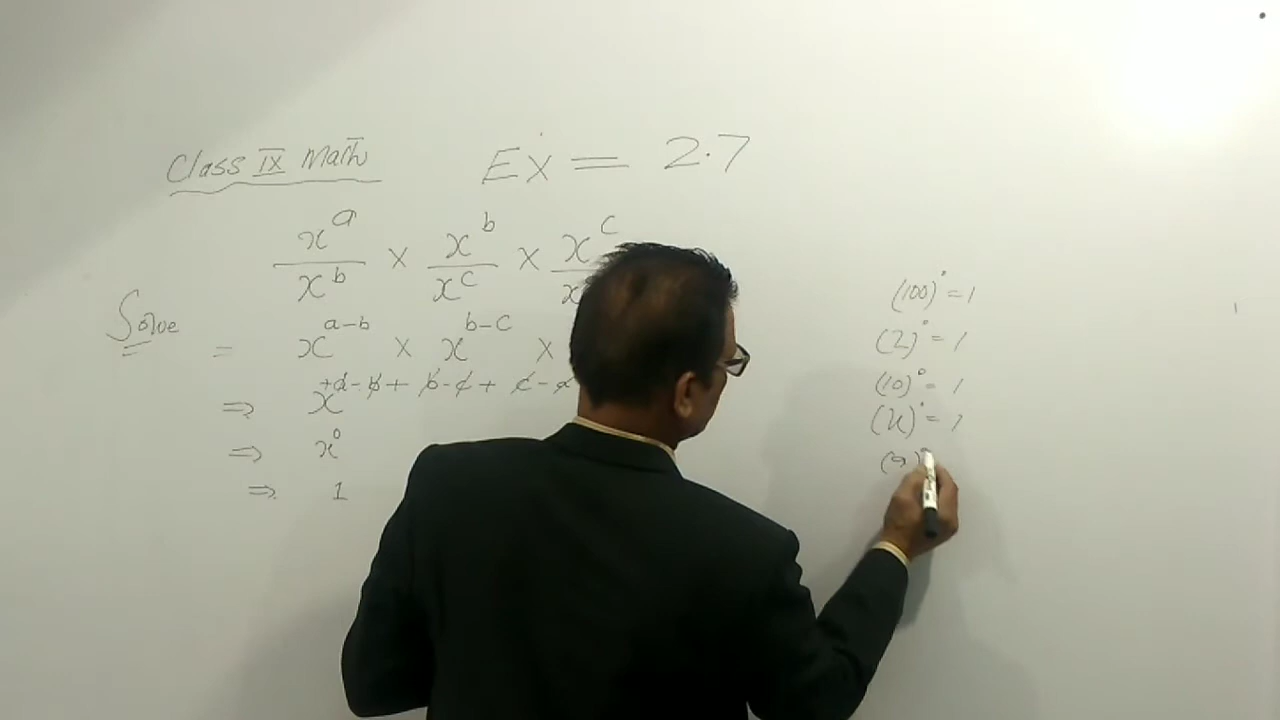 Class IX Math Ex = 2.7
x^a/x^b × x^b/x^c × x^c/x
Solve = x^(a-b) × x^(b-c) ×
⇒ x^(+a-b+b-c+c-a)
⇒ x^0
⇒ 1
(100)^0 = 1
(2)^0 = 1
(10)^0 = 1
(x)^0 = 1
(a)